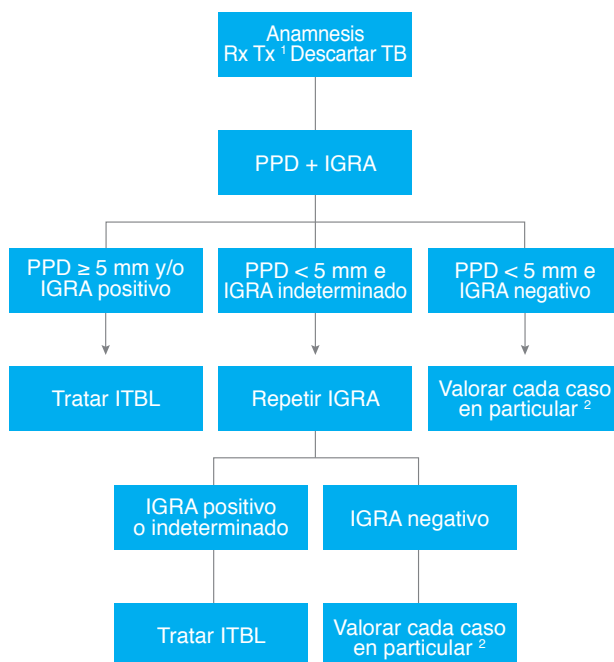 Anamnesis
Rx Tx ¹ Descartar TB
PPD + IGRA
PPD ≥ 5 mm y/o
IGRA positivo
PPD < 5 mm e
IGRA indeterminado
PPD < 5 mm e
IGRA negativo
Tratar ITBL
Repetir IGRA
Valorar cada caso
en particular ²
IGRA positivo
o indeterminado
IGRA negativo
Tratar ITBL
Valorar cada caso
en particular ²